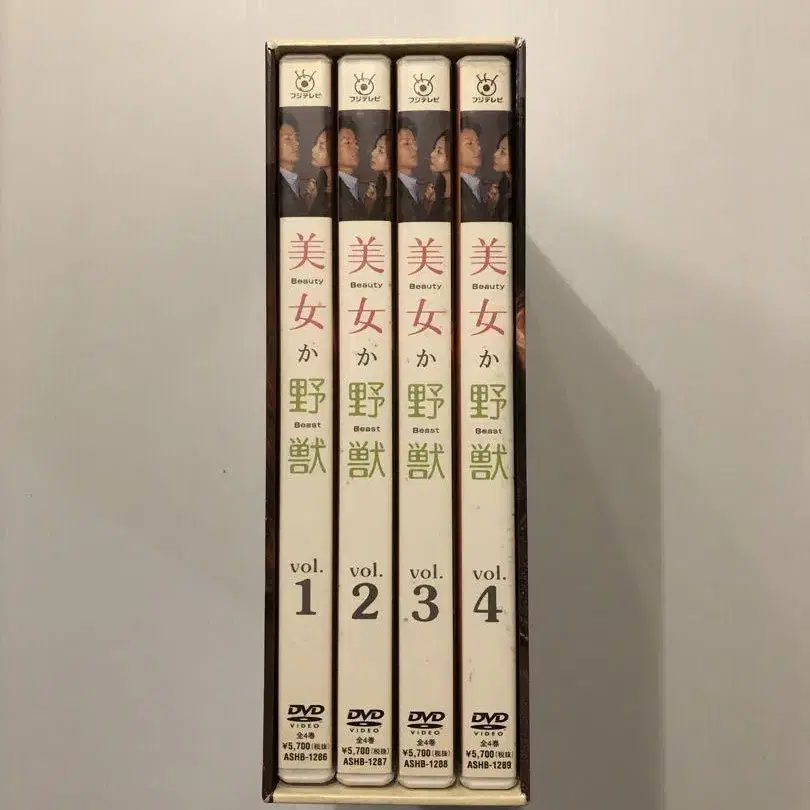 フジテレビ
美
Beauty
女
か
野
Beast
獣
vol.
1
DVD
VIDEO
全4巻
¥5,700(税抜)
ASHB-1286
フジテレビ
美
Beauty
女
か
野
Beast
獣
vol.
2
DVD
VIDEO
全4巻
¥5,700(税抜)
ASHB-1287
フジテレビ
美
Beauty
女
か
野
Beast
獣
vol.
3
DVD
VIDEO
全4巻
¥5,700(税抜)
ASHB-1288
フジテレビ
美
Beauty
女
か
野
Beast
獣
vol.
4
DVD
VIDEO
全4巻
¥5,700(税抜)
ASHB-1289